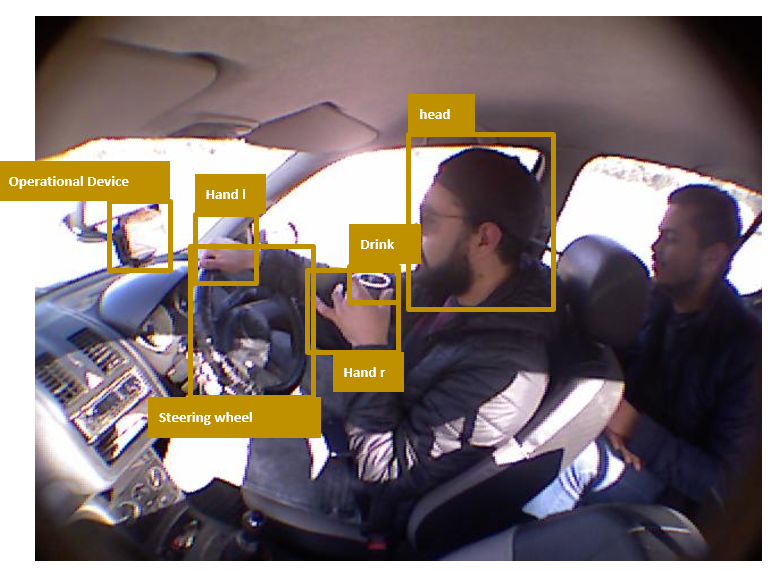 head
Operational Device
Hand l
Drink
Hand r
Steering wheel